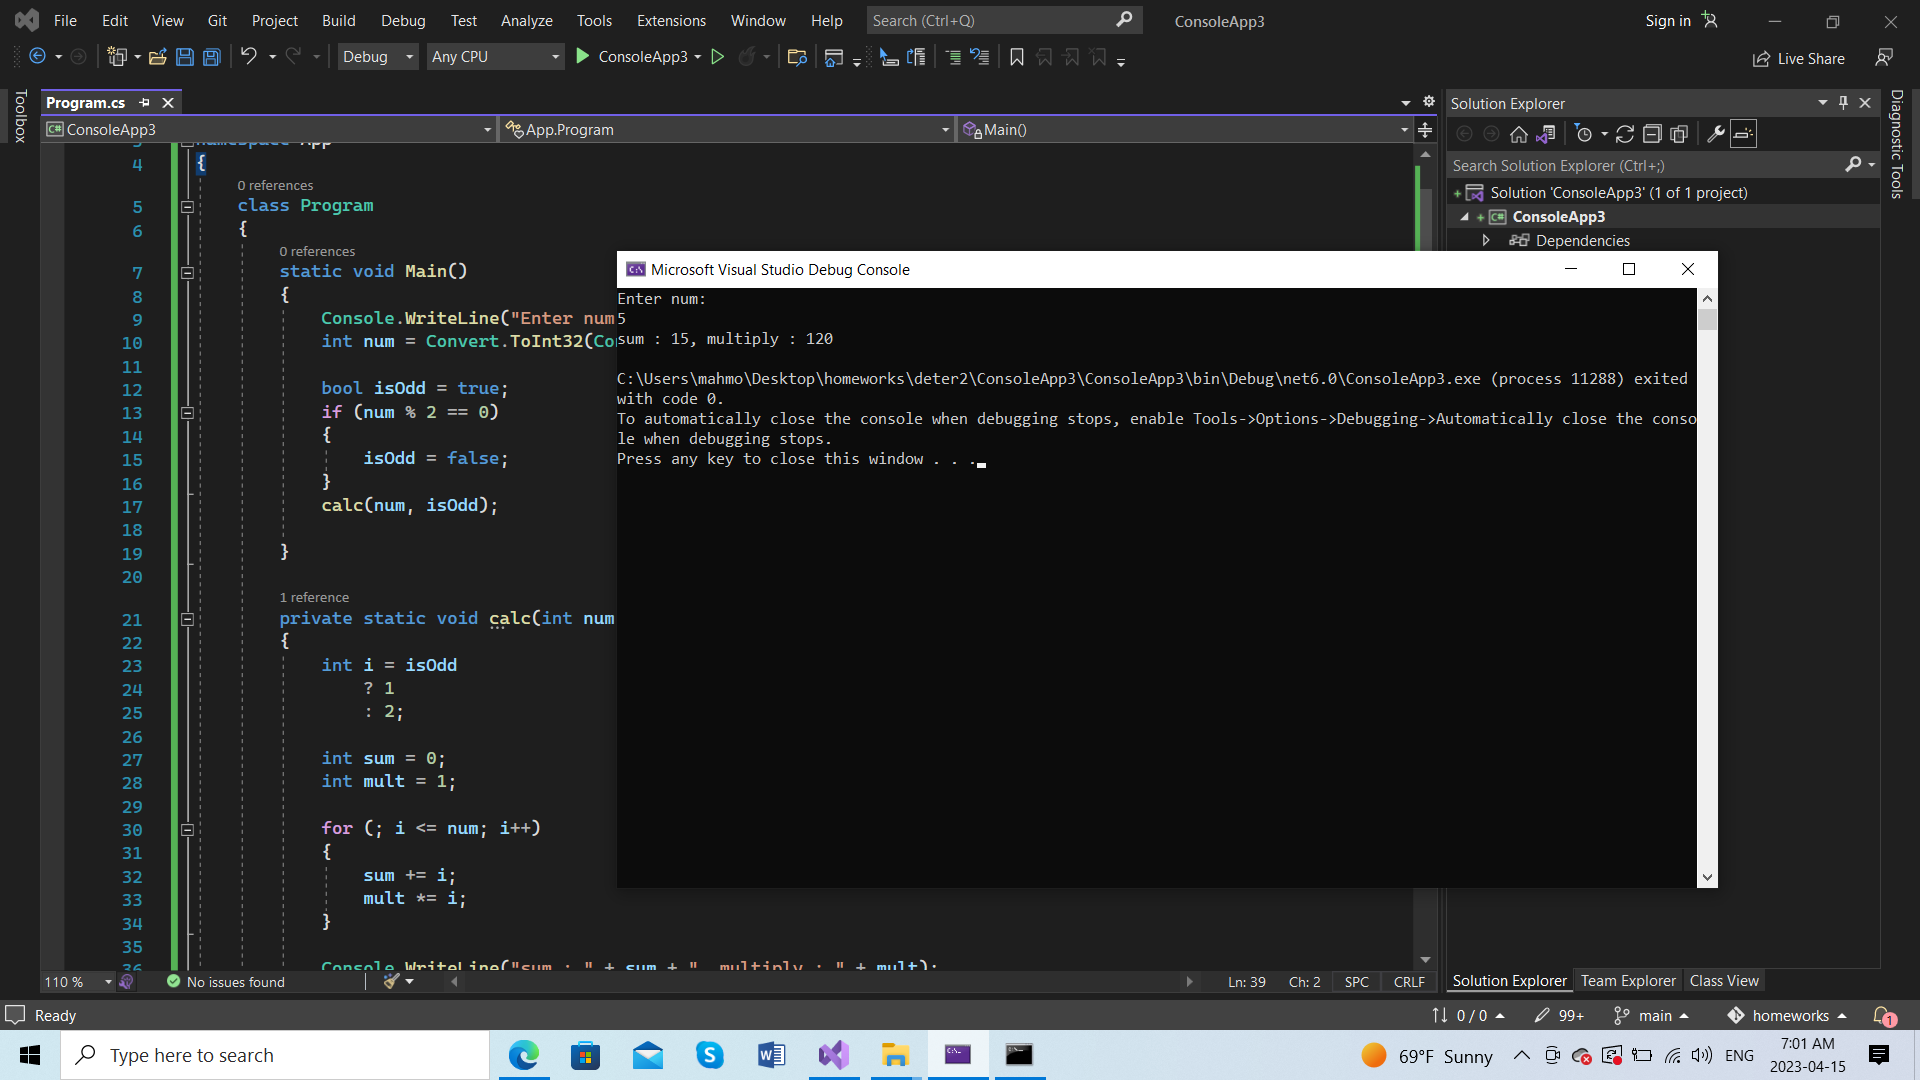 File Edit View Git Project Build Debug Test Analyze Tools Extensions Window Help Search (Ctrl+Q) ConsoleApp3 Sign in
Debug Any CPU ConsoleApp3 Live Share
Toolbox
Program.cs
ConsoleApp3 App.Program Main()
4 {
0 references
5 class Program
6 {
0 references
7 static void Main()
8 {
9 Console.WriteLine("Enter num
10 int num = Convert.ToInt32(Co
11
12 bool isOdd = true;
13 if (num % 2 == 0)
14 {
15 isOdd = false;
16 }
17 calc(num, isOdd);
18
19 }
20
1 reference
21 private static void calc(int num
22 {
23 int i = isOdd
24 ? 1
25 : 2;
26
27 int sum = 0;
28 int mult = 1;
29
30 for (; i <= num; i++)
31 {
32 sum += i;
33 mult *= i;
34 }
35
36 Console.WriteLine("sum : " + sum + ", multiply : " + mult);
Microsoft Visual Studio Debug Console
Enter num:
5
sum : 15, multiply : 120
C:\Users\mahmo\Desktop\homeworks\deter2\ConsoleApp3\ConsoleApp3\bin\Debug\net6.0\ConsoleApp3.exe (process 11288) exited
with code 0.
To automatically close the console when debugging stops, enable Tools->Options->Debugging->Automatically close the conso
le when debugging stops.
Press any key to close this window . . .
Solution Explorer
Search Solution Explorer (Ctrl+;)
Solution 'ConsoleApp3' (1 of 1 project)
ConsoleApp3
Dependencies
Diagnostic Tools
110 % No issues found Ln: 39 Ch: 2 SPC CRLF
Solution Explorer Team Explorer Class View
Ready 0 / 0 99+ main homeworks 1
Type here to search
69°F Sunny ENG
7:01 AM
2023-04-15